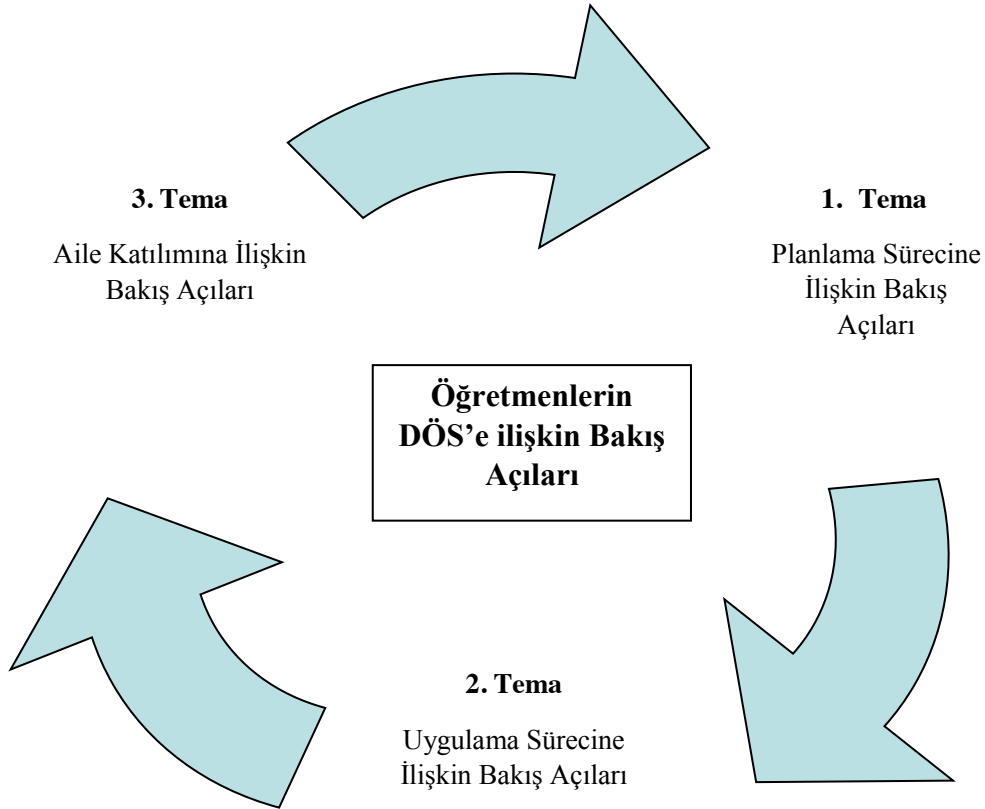 3. Tema
Aile Katılımına İlişkin
Bakış Açıları
1. Tema
Planlama Sürecine
İlişkin Bakış
Açıları
Öğretmenlerin
DÖS’e ilişkin Bakış
Açıları
2. Tema
Uygulama Sürecine
İlişkin Bakış Açıları